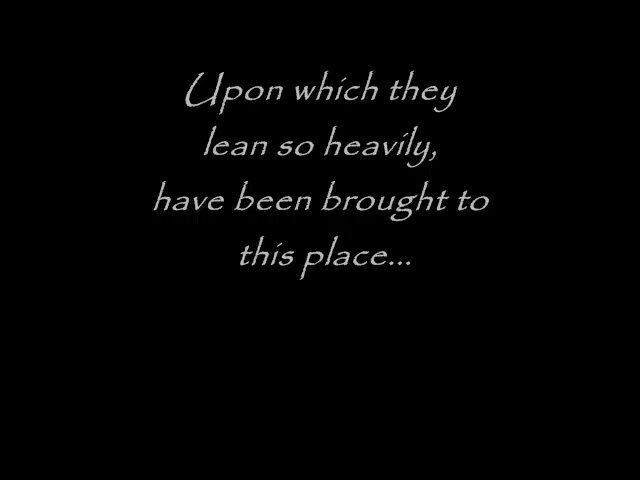 Upon which they
lean so heavily,
have been brought to
this place...